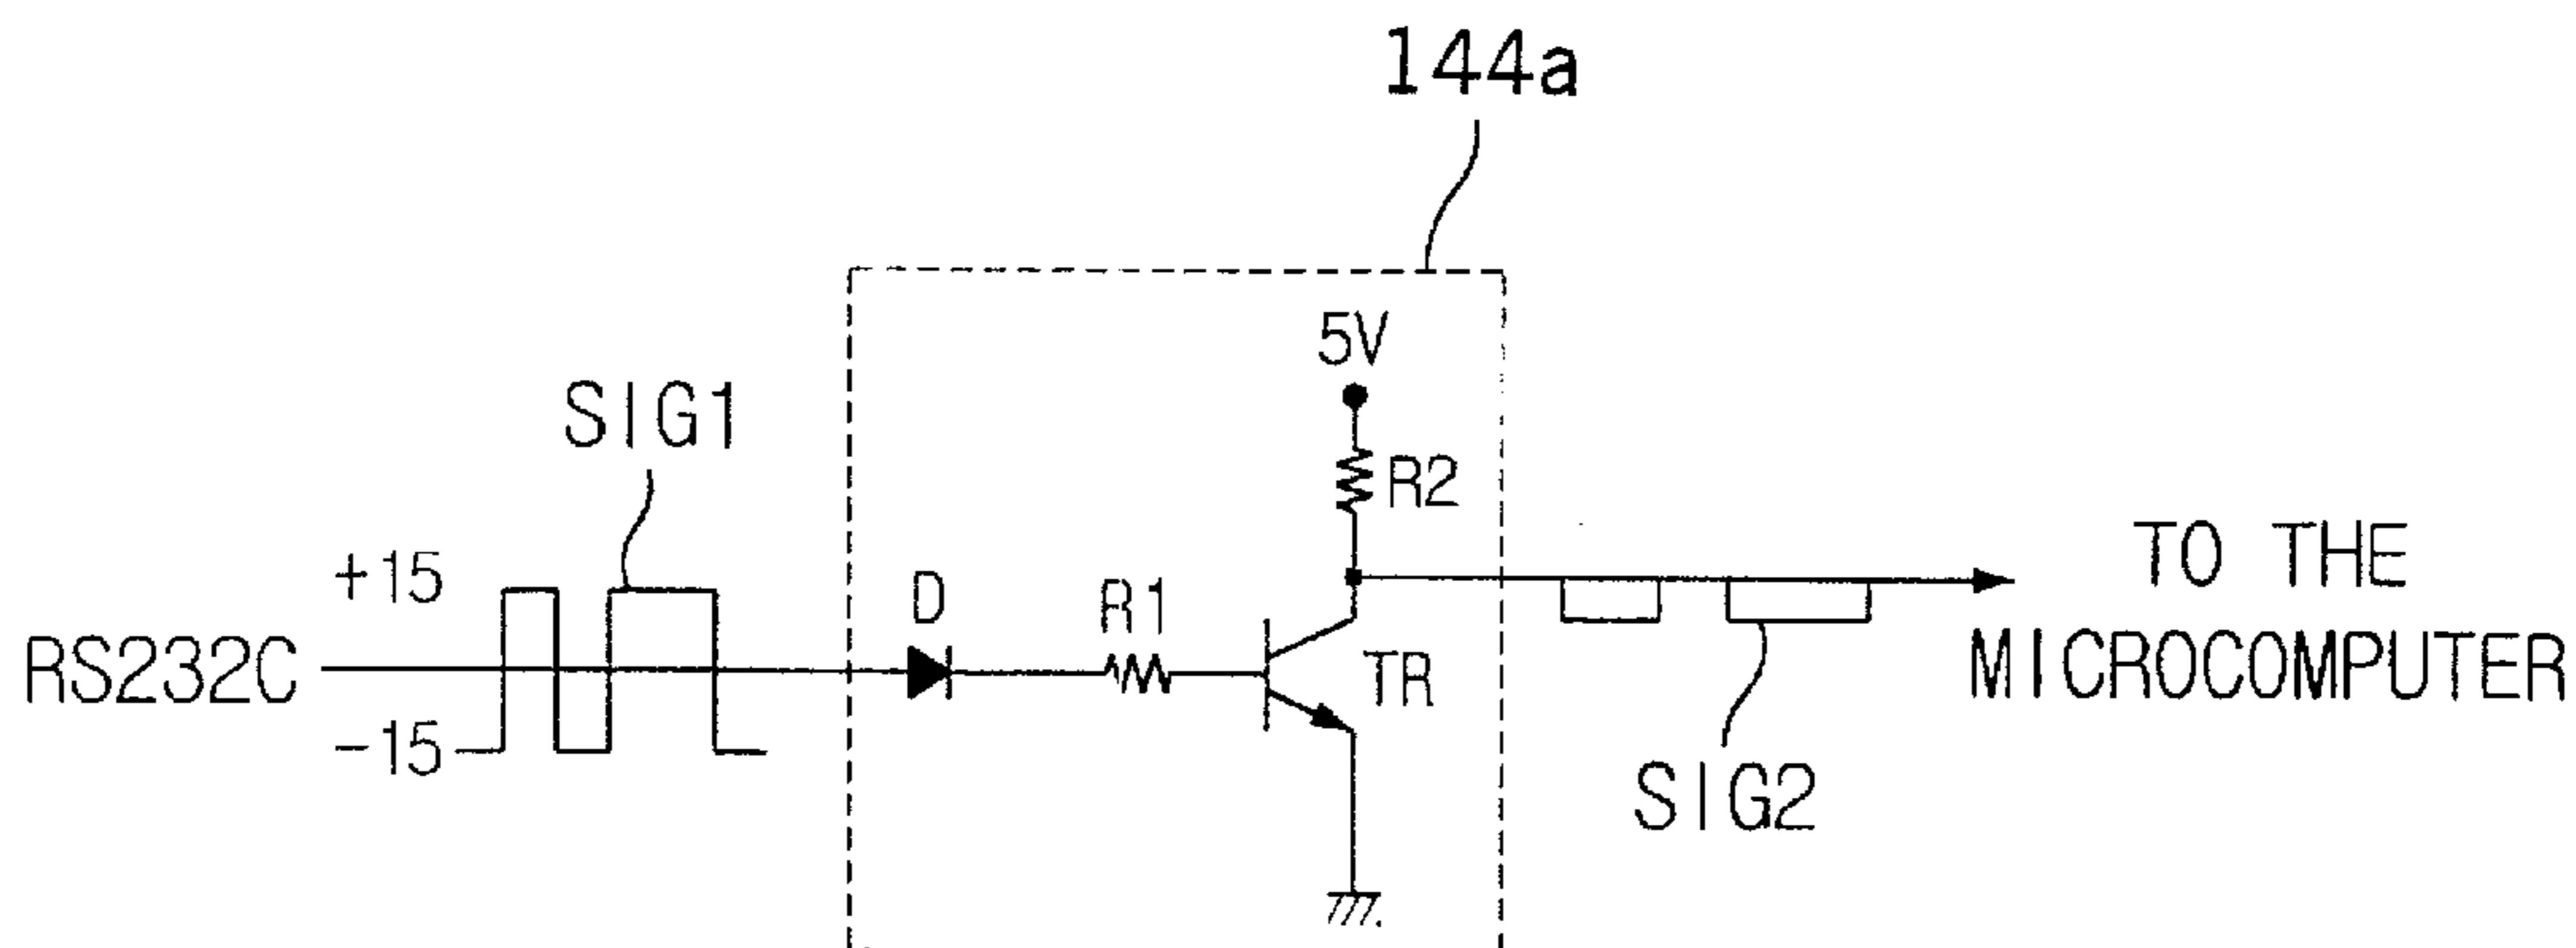 144a
5V
SIG1
R2
+15
D
R1
TO THE
RS232C
TR
MICROCOMPUTER
-15
SIG2